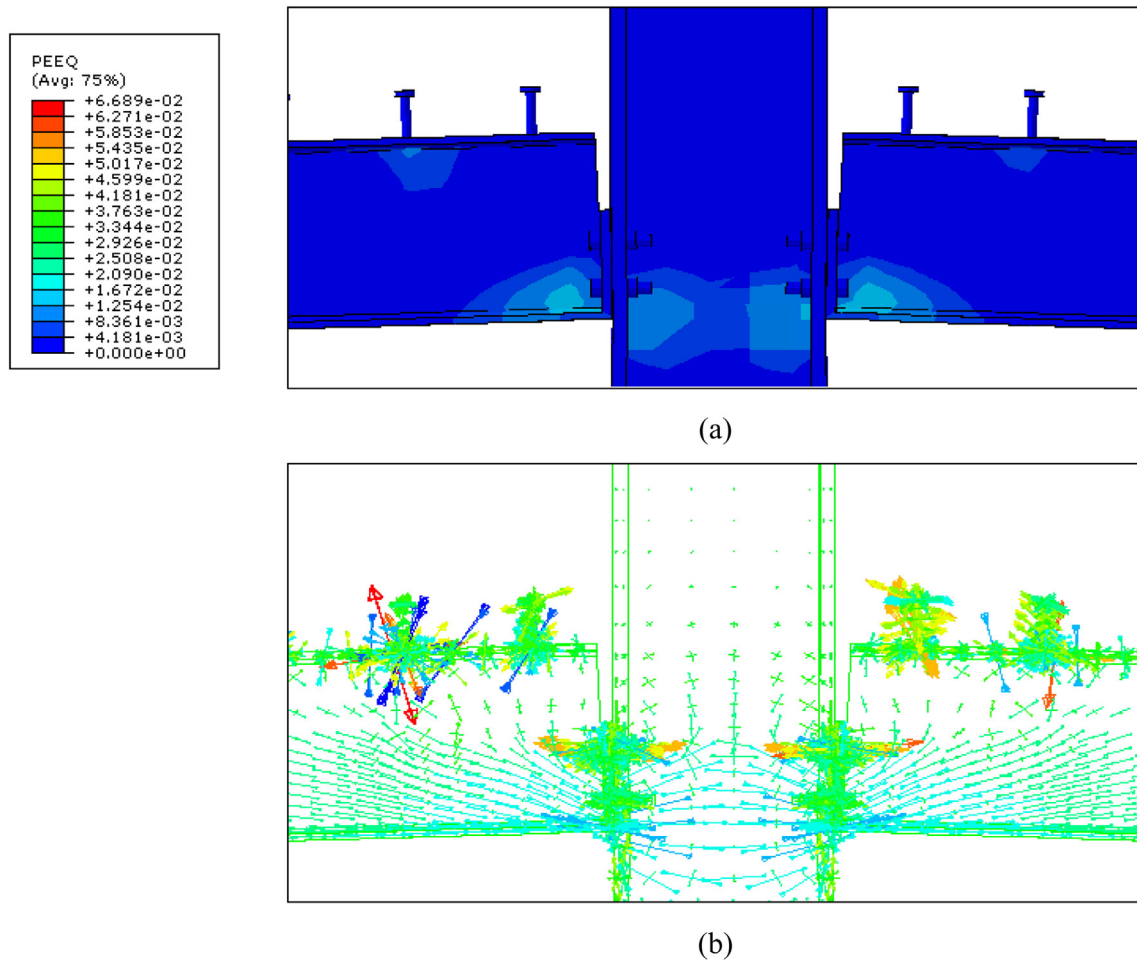 PEEQ
(Avg: 75%)
+6.689e-02
+6.271e-02
+5.853e-02
+5.435e-02
+5.017e-02
+4.599e-02
+4.181e-02
+3.763e-02
+3.344e-02
+2.926e-02
+2.508e-02
+2.090e-02
+1.672e-02
+1.254e-02
+8.361e-03
+4.181e-03
+0.000e+00
(a)
(b)